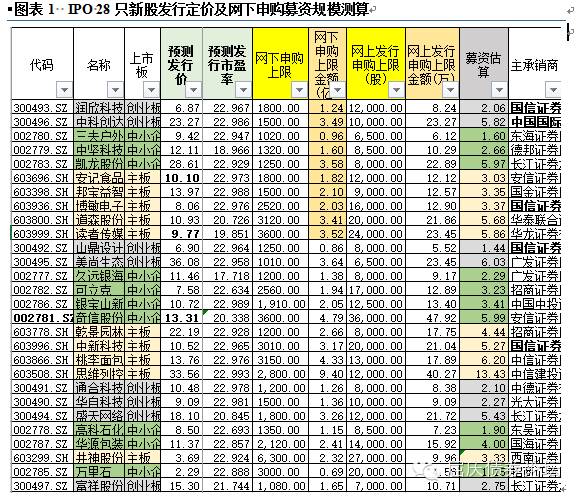 图表 1 IPO 28 只新股发行定价及网下申购募资规模测算
代码 名称 上市板 预测发行价 预测发行市盈率 网下申购上限 网下申购上限金额(亿 网上发行申购上限(股) 网上发行申购上限金额(万) 募资估算 主承销商
300493.SZ 润欣科技 创业板 6.87 22.967 1800.00 1.24 12,000.00 8.24 2.06 国信证券
300496.SZ 中科创达 创业板 23.27 22.986 1500.00 3.49 10,000.00 23.27 5.82 中国国际
002780.SZ 三夫户外 中小企 9.42 22.947 1020.00 0.96 6,500.00 6.12 1.60 东海证券
002779.SZ 中坚科技 中小企 12.11 18.966 1320.00 1.60 8,500.00 10.29 2.66 德邦证券
002783.SZ 凯龙股份 中小企 28.61 22.929 1250.00 3.58 8,000.00 22.89 5.97 长江证券
603696.SH 安记食品 主板 10.10 22.973 1800.00 1.82 12,000.00 12.12 3.03 安信证券
603398.SH 邦宝益智 主板 13.97 22.988 1500.00 2.10 9,000.00 12.57 3.35 国金证券
603936.SH 博敏电子 主板 8.06 22.976 2520.00 2.03 16,000.00 12.90 3.37 国信证券
603800.SH 道森股份 主板 10.93 20.726 3120.00 3.41 20,000.00 21.86 5.68 华泰联合
603999.SH 读者传媒 主板 9.77 19.851 3600.00 3.52 24,000.00 23.45 5.86 华龙证券
300492.SZ 山鼎设计 创业板 6.90 22.964 1250.00 0.86 8,000.00 5.52 1.44 国信证券
300495.SZ 美尚生态 创业板 36.08 22.958 1010.00 3.64 6,500.00 23.45 6.03 广发证券
002777.SZ 久远银海 中小企 11.46 17.718 1200.00 1.38 8,000.00 9.17 2.29 广发证券
002782.SZ 可立克 中小企 7.58 22.634 2560.00 1.94 17,000.00 12.89 3.23 招商证券
002786.SZ 银宝山新 中小企 10.72 22.989 1,910.00 2.05 12,500.00 13.40 3.41 中国中投
002781.SZ 奇信股份 中小企 13.31 20.338 3600.00 4.79 36,000.00 47.92 5.99 安信证券
603778.SH 乾景园林 主板 22.19 22.928 1200.00 2.66 8,000.00 17.75 4.44 招商证券
603996.SH 中新科技 主板 10.52 22.965 3010.00 3.17 20,000.00 21.04 5.27 国信证券
603866.SH 桃李面包 主板 13.76 22.976 3150.00 4.33 13,000.00 17.89 6.20 中信证券
603508.SH 思维列控 主板 33.56 22.993 2,800.00 9.40 12,000.00 40.27 13.43 中信建投
300491.SZ 通合科技 创业板 10.48 22.978 1,200.00 1.26 8,000.00 8.38 2.10 中德证券
300490.SZ 华自科技 创业板 9.09 22.981 1500.00 1.36 10,000.00 9.09 2.27 光大证券
300494.SZ 盛天网络 创业板 18.10 20.845 1,800.00 3.26 12,000.00 21.72 5.43 长江证券
002778.SZ 高科石化 中小企 8.50 22.693 1350.00 1.15 8,500.00 7.23 1.90 东吴证券
002787.SZ 华源包装 中小企 11.37 22.857 2,120.00 2.41 14,000.00 15.92 4.00 国海证券
603299.SH 井神股份 主板 3.69 22.924 6,300.00 2.32 27,000.00 9.96 3.32 西南证券
002785.SZ 万里石 中小企 2.29 22.888 3000.00 0.69 20,000.00
300497.SZ 富祥股份 创业板 15.30 21.744 1,080.00 1.65 7,000.00 10.71 2.75 长江证券